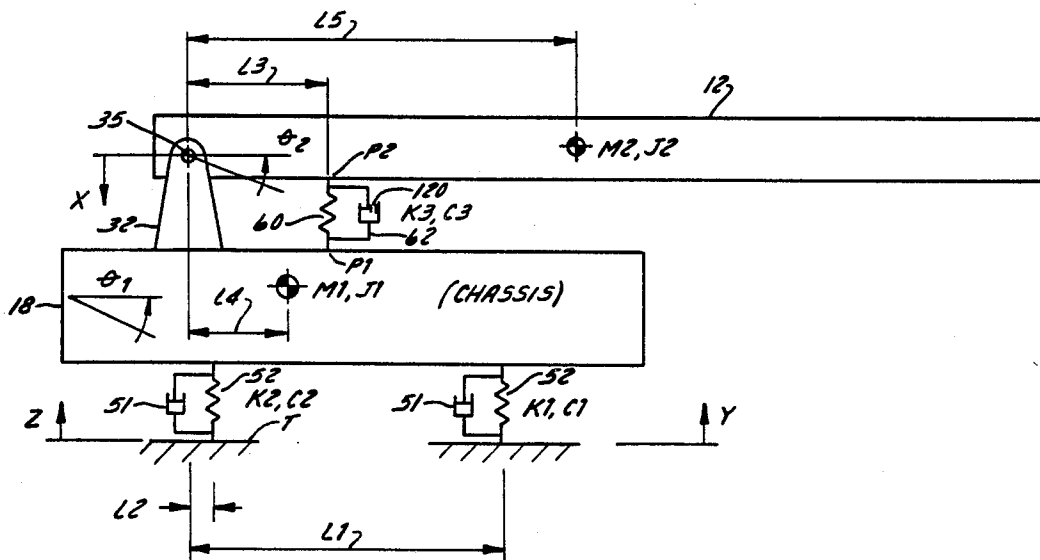 L5
L3
12
35
θ2
P2
M2, J2
X
120
K3, C3
32
60
62
P1
θ1
L4
M1, J1
(CHASSIS)
18
52
52
51
K2, C2
51
K1, C1
Z
T
Y
L2
L1